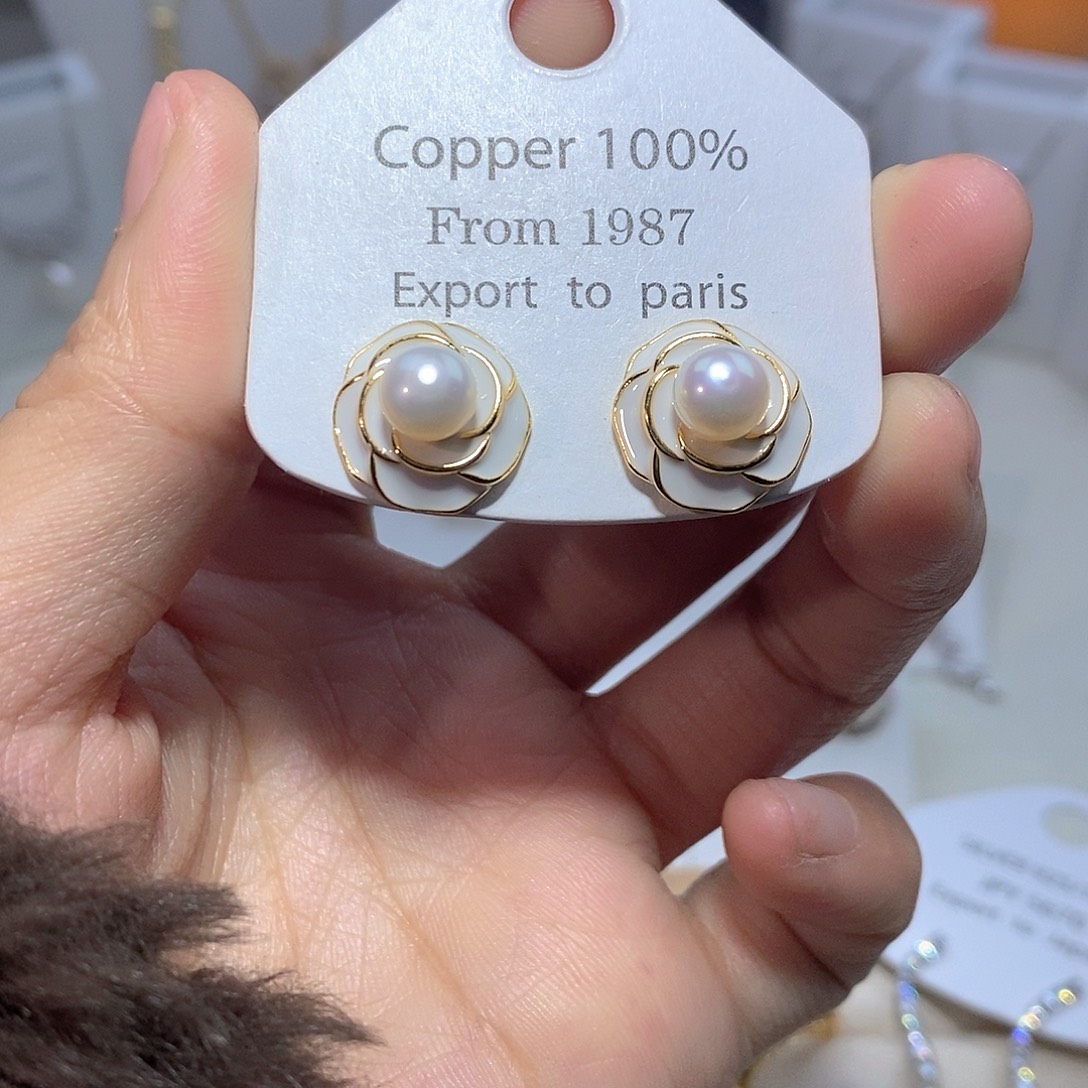 Copper 100%
From 1987
Export to paris